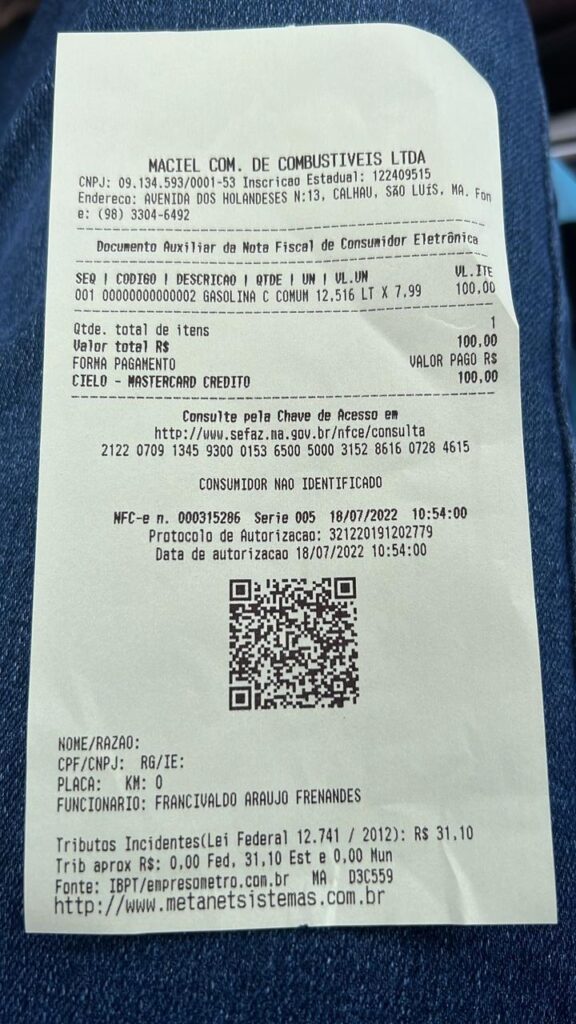 MACIEL COM. DE COMBUSTIVEIS LTDA
CNPJ: 09.134.593/0001-53 Inscricao Estadual: 122409515
Endereco: AVENIDA DOS HOLANDESES N:13, CALHAU, SÃO LUÍS, MA. Fon
e: (98) 3304-6492
Documento Auxiliar da Nota Fiscal de Consumidor Eletrônica
SEQ | CODIGO | DESCRICAO | QTDE | UN | VL.UN VL.ITE
001 00000000000002 GASOLINA C COMUM 12.516 LT X 7.99 100,00
Qtde. total de itens 1
Valor total R$ 100,00
FORMA PAGAMENTO VALOR PAGO R$
CIELO - MASTERCARD CREDITO 100,00
Consulte pela Chave de Acesso em
http://www.sefaz.ma.gov.br/nfce/consulta
2122 0709 1345 9300 0153 6500 5000 3152 8616 0728 4615
CONSUMIDOR NAO IDENTIFICADO
NFC-e n. 000315286 Serie 005 18/07/2022 10:54:00
Protocolo de Autorizacao: 321220191202779
Data de autorizacao 18/07/2022 10:54:00
NOME/RAZAO:
CPF/CNPJ: RG/IE:
PLACA: KM: 0
FUNCIONARIO: FRANCIVALDO ARAUJO FRENANDES
Tributos Incidentes(Lei Federal 12.741 / 2012): R$ 31,10
Trib aprox R$: 0,00 Fed, 31,10 Est e 0,00 Mun
Fonte: IBPT/empresometro.com.br MA D3C559
http://www.metanetsistemas.com.br